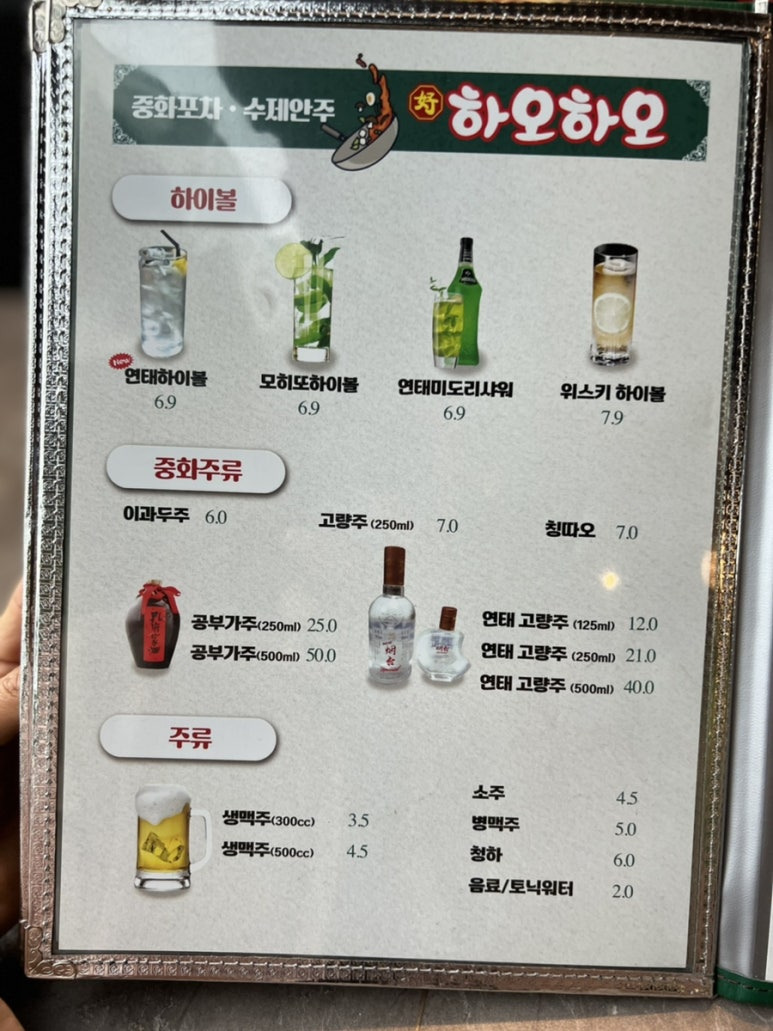 중화포차 · 수제안주 好 하오하오
하이볼
New
연태하이볼 모히또하이볼 연태미도리샤워 위스키 하이볼
6.9 6.9 6.9 7.9
중화주류
이과두주 6.0 고량주(250ml) 7.0 칭따오 7.0
공부가주(250ml) 25.0
공부가주(500ml) 50.0
烟台
연태 고량주 (125ml) 12.0
연태 고량주 (250ml) 21.0
연태 고량주 (500ml) 40.0
주류
생맥주(300cc) 3.5
생맥주(500cc) 4.5
소주 4.5
병맥주 5.0
청하 6.0
음료/토닉워터 2.0